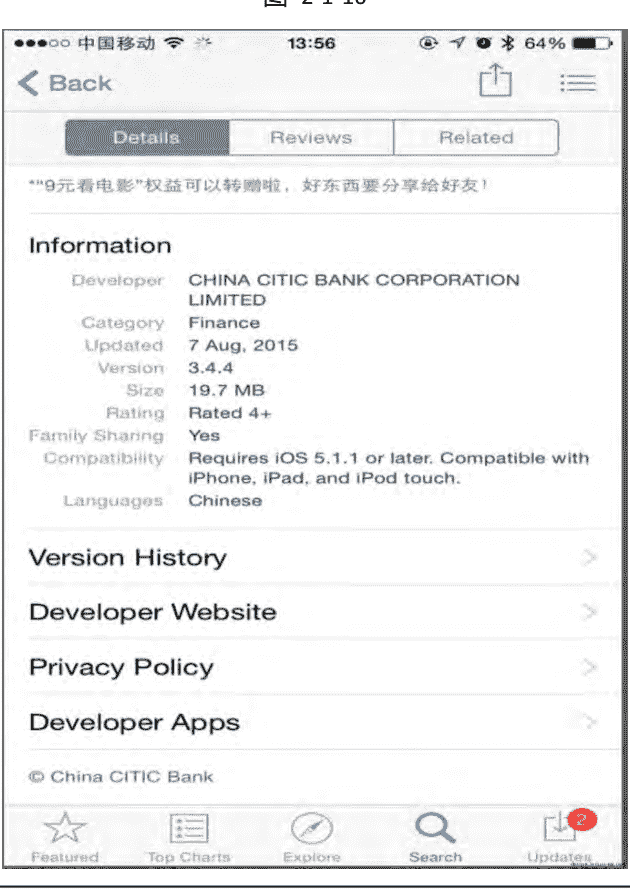 图 2-1-10
中国移动 13:56 64%
Back
Details Reviews Related
*"9元看电影"权益可以转赠啦，好东西要分享给好友！
Information
Developer CHINA CITIC BANK CORPORATION
LIMITED
Category Finance
Updated 7 Aug, 2015
Version 3.4.4
Size 19.7 MB
Rating Rated 4+
Family Sharing Yes
Compatibility Requires iOS 5.1.1 or later. Compatible with
iPhone, iPad, and iPod touch.
Languages Chinese
Version History
Developer Website
Privacy Policy
Developer Apps
© China CITIC Bank
2
Featured Top Charts Explore Search Updates